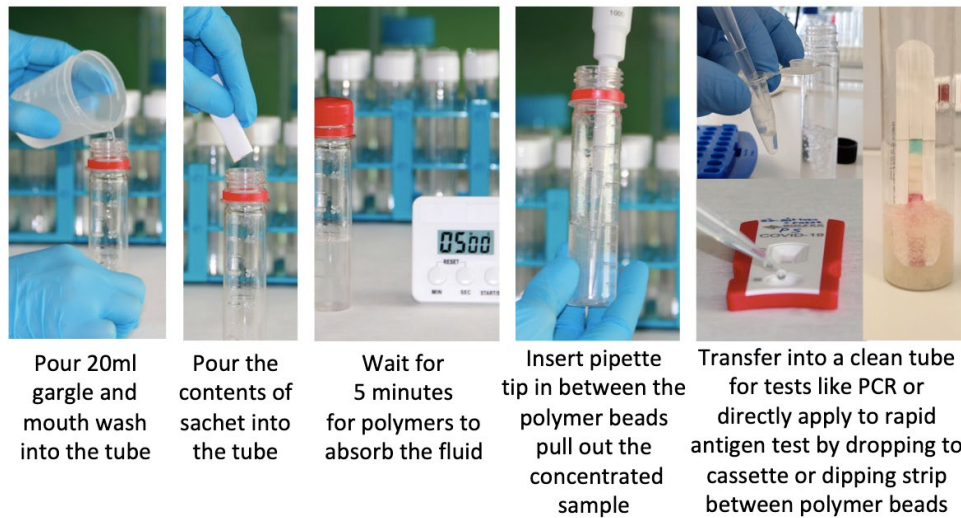 1000
0500
RESET
MIN
SEC
COVID-19
Pour 20ml
gargle and
mouth wash
into the tube
Pour the
contents of
sachet into
the tube
Wait for
5 minutes
for polymers to
absorb the fluid
Insert pipette
tip in between the
polymer beads
pull out the
concentrated
sample
Transfer into a clean tube
for tests like PCR or
directly apply to rapid
antigen test by dropping to
cassette or dipping strip
between polymer beads